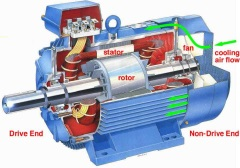 stator
fan
cooling
air flow
rotor
Drive End
Non-Drive End